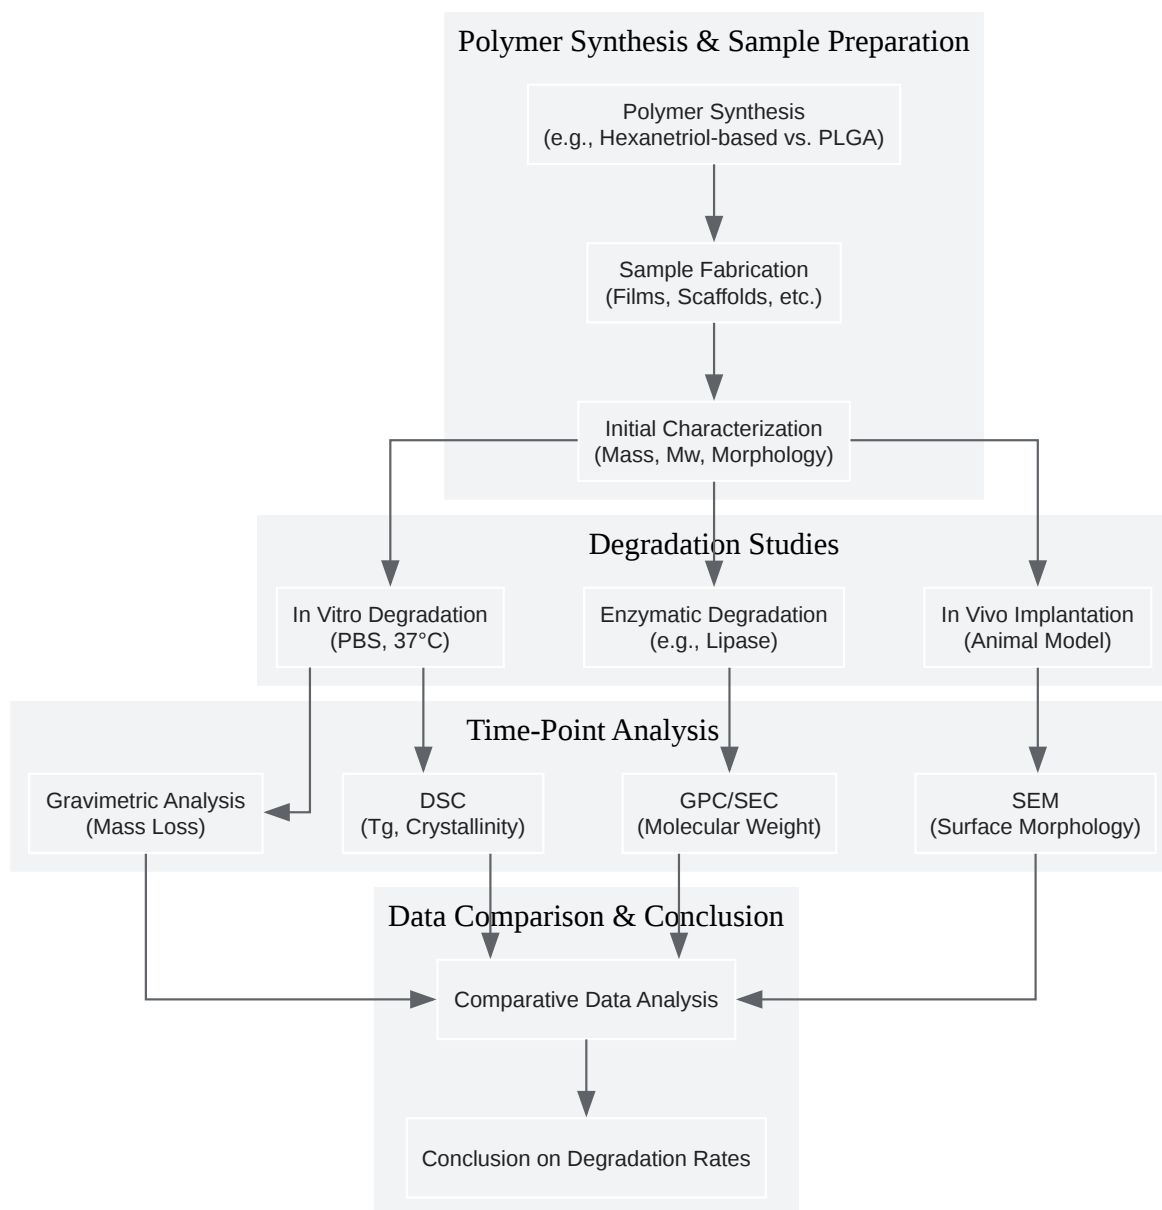 Polymer Synthesis & Sample Preparation
Polymer Synthesis
(e.g., Hexanetriol-based vs. PLGA)
Sample Fabrication
(Films, Scaffolds, etc.)
Initial Characterization
(Mass, Mw, Morphology)
Degradation Studies
In Vitro Degradation
(PBS, 37°C)
Enzymatic Degradation
(e.g., Lipase)
In Vivo Implantation
(Animal Model)
Time-Point Analysis
Gravimetric Analysis
(Mass Loss)
DSC
(Tg, Crystallinity)
GPC/SEC
(Molecular Weight)
SEM
(Surface Morphology)
Data Comparison & Conclusion
Comparative Data Analysis
Conclusion on Degradation Rates